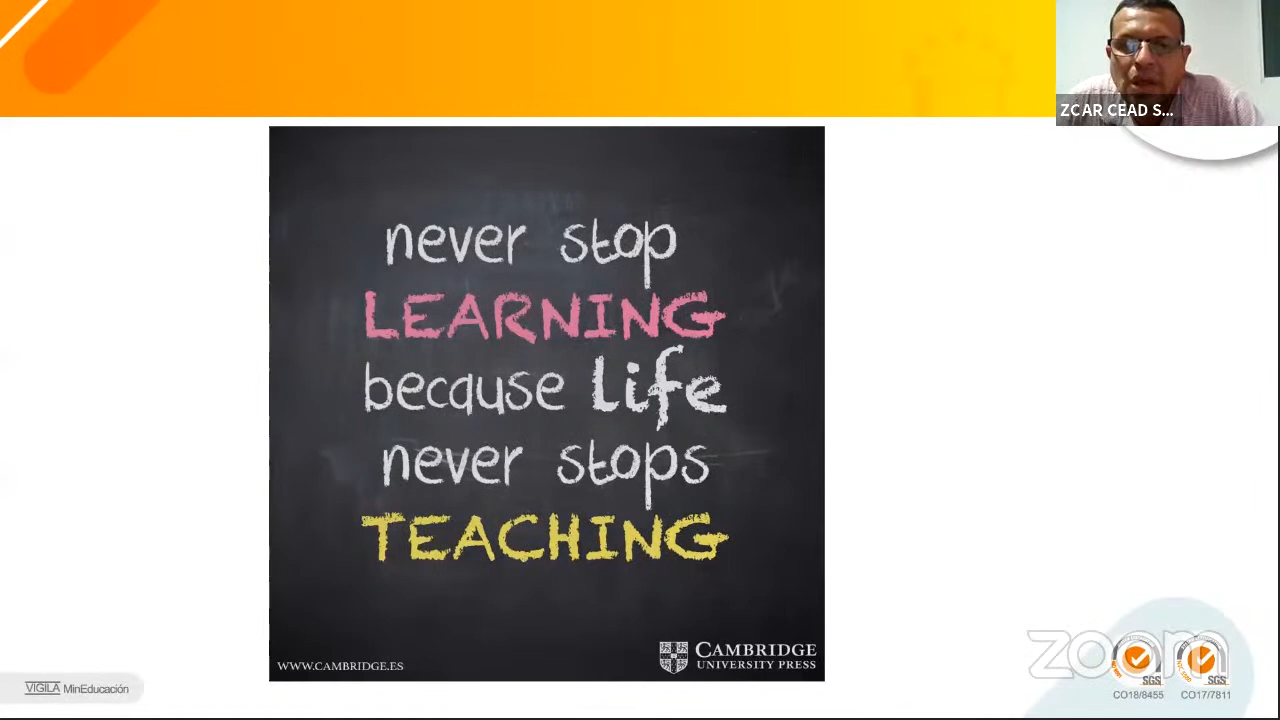 ZCAR CEAD S...
never stop
LEARNING
because life
never stops
TEACHING
WWW.CAMBRIDGE.ES
CAMBRIDGE
UNIVERSITY PRESS
VIGILA MinEducación
zoom
SGS
SGS
CO18/8455
CO17/7811